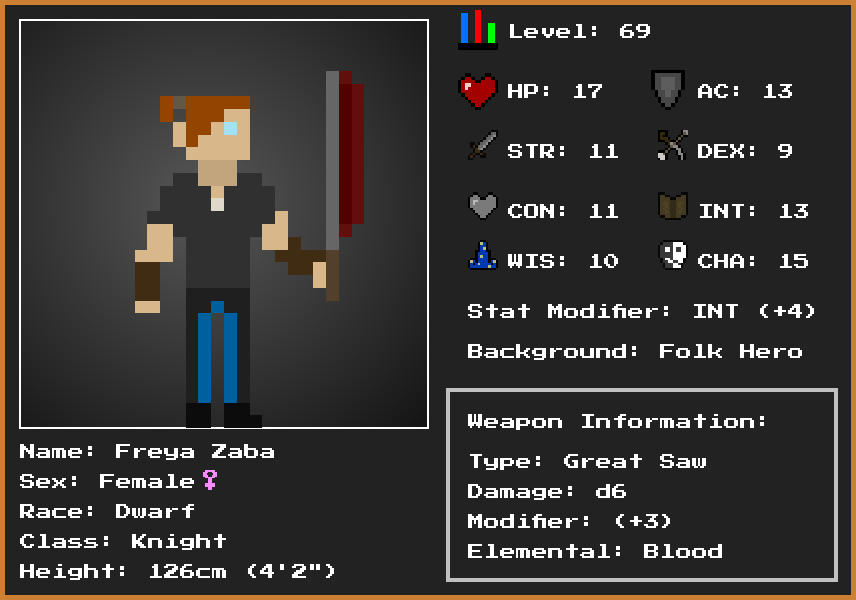 Level: 69
HP: 17
AC: 13
STR: 11
DEX: 9
CON: 11
INT: 13
WIS: 10
CHA: 15
Stat Modifier: INT (+4)
Background: Folk Hero
Weapon Information:
Type: Great Saw
Damage: d6
Modifier: (+3)
Elemental: Blood
Name: Freya Zaba
Sex: Female♀
Race: Dwarf
Class: Knight
Height: 126cm (4'2")